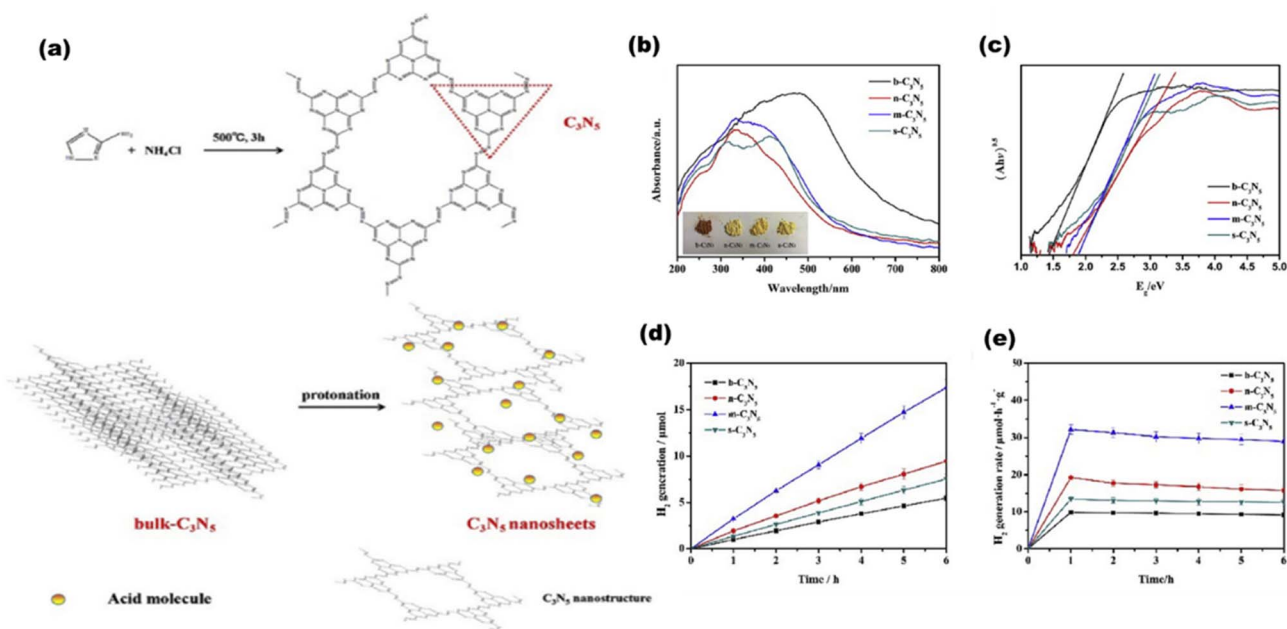 (a)
+ NH₄Cl
500℃, 3h
C₃N₅
bulk-C₃N₅
protonation
C₃N₅ nanosheets
Acid molecule
C₃N₅ nanostructure
(b)
Absorbance/a.u.
b-C₃N₅
n-C₃N₅
m-C₃N₅
s-C₃N₅
200 300 400 500 600 700 800
Wavelength/nm
(c)
(Ahν)⁰·⁵
b-C₃N₅
n-C₃N₅
m-C₃N₅
s-C₃N₅
1.0 1.5 2.0 2.5 3.0 3.5 4.0 4.5 5.0
E_g/eV
(d)
H₂ generation / μmol
20
15
10
5
0
b-C₃N₅
n-C₃N₅
m-C₃N₅
s-C₃N₅
0 1 2 3 4 5 6
Time / h
(e)
H₂ generation rate / μmol·h⁻¹·g⁻
50
40
30
20
10
0
b-C₃N₅
n-C₃N₅
m-C₃N₅
s-C₃N₅
0 1 2 3 4 5 6
Time/h